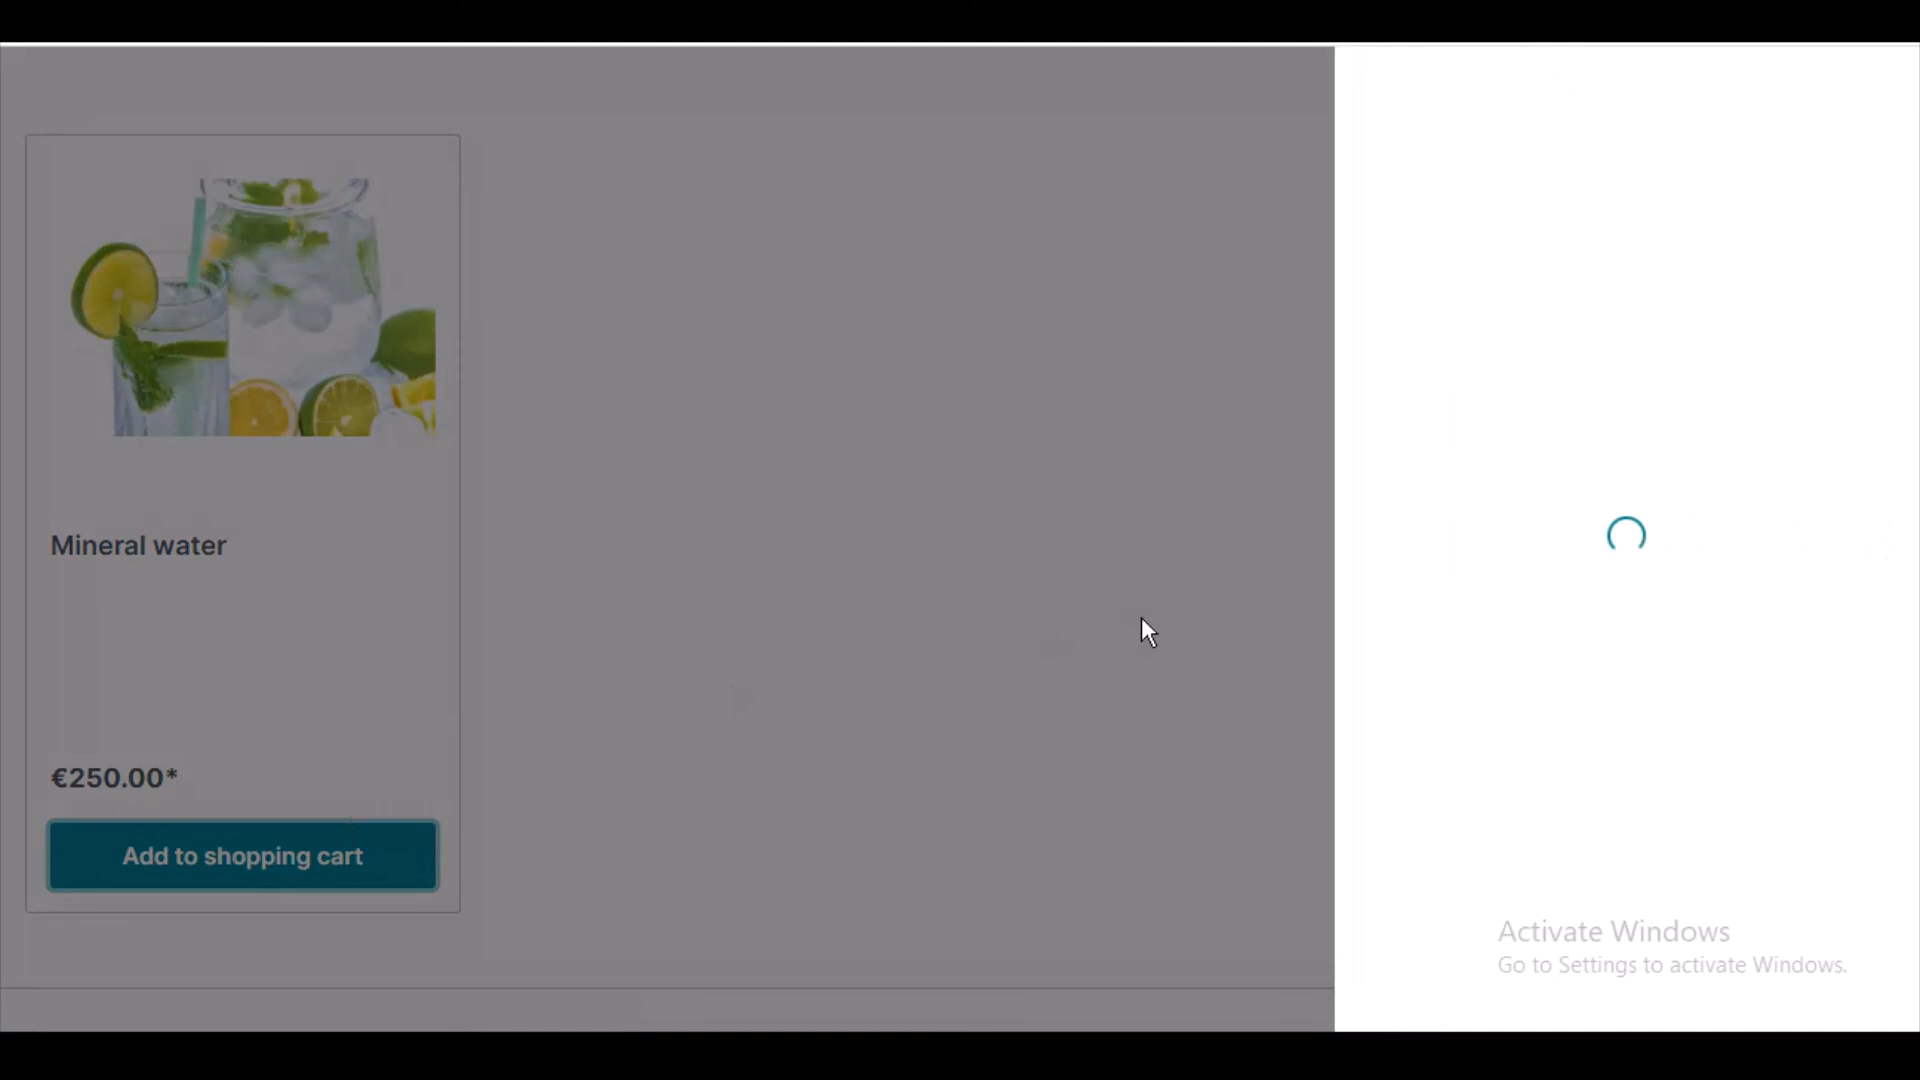 Mineral water
€250.00*
Add to shopping cart
Activate Windows
Go to Settings to activate Windows.